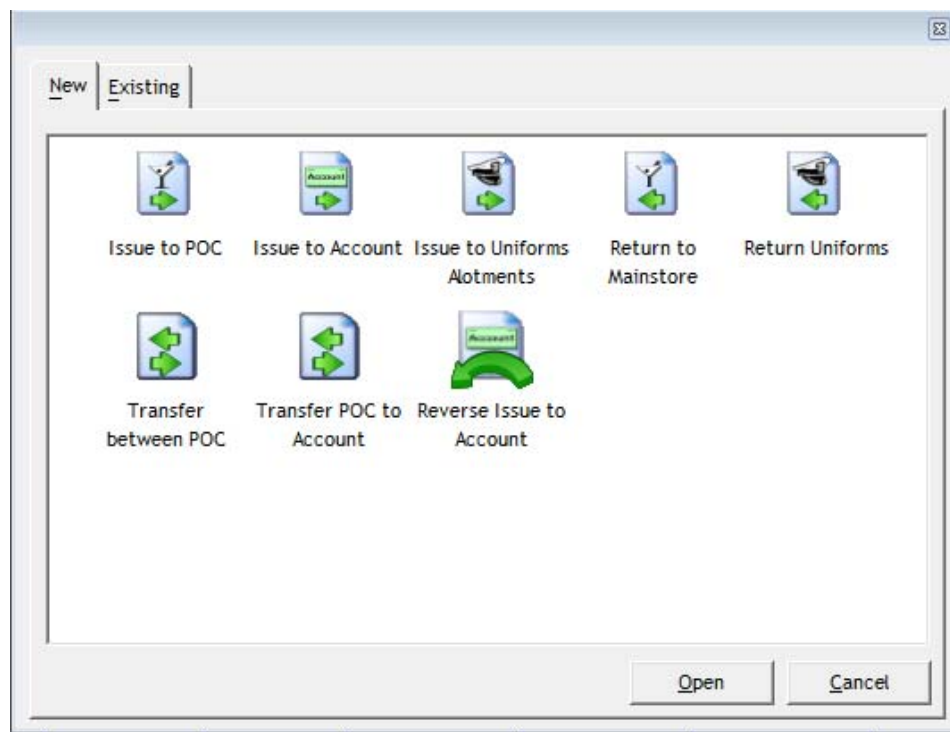 New
Existing
Account
Issue to POC
Issue to Account
Issue to Uniforms
Alotments
Return to
Mainstore
Return Uniforms
Account
Transfer
between POC
Transfer POC to
Account
Reverse Issue to
Account
Open
Cancel